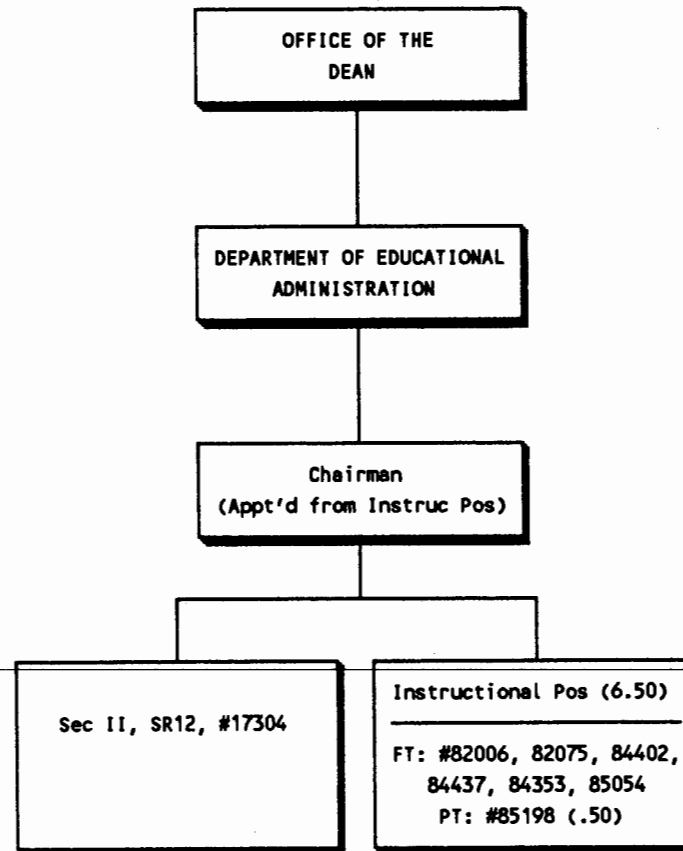 OFFICE OF THE
DEAN
DEPARTMENT OF EDUCATIONAL
ADMINISTRATION
Chairman
(Appt'd from Instruc Pos)
Sec II, SR12, #17304
Instructional Pos (6.50)
FT: #82006, 82075, 84402,
84437, 84353, 85054
PT: #85198 (.50)